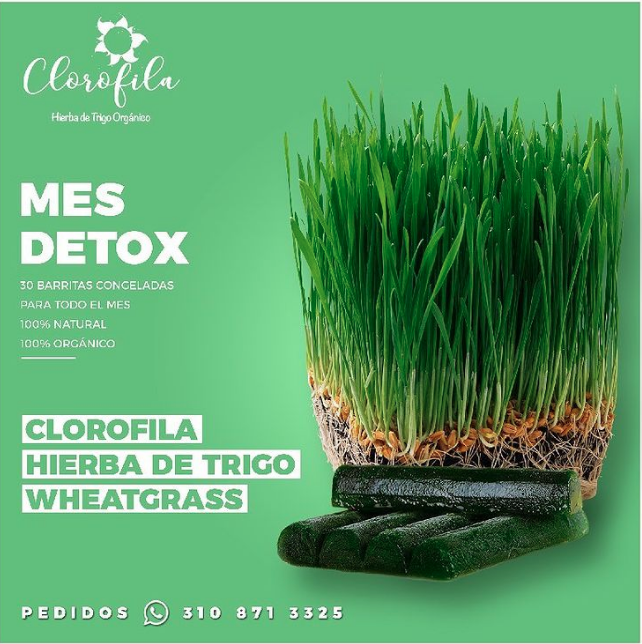 Clorofila
Hierba de Trigo Orgánico
MES
DETOX
30 BARRITAS CONGELADAS
PARA TODO EL MES
100% NATURAL
100% ORGÁNICO
CLOROFILA
HIERBA DE TRIGO
WHEATGRASS
PEDIDOS 310 871 3325